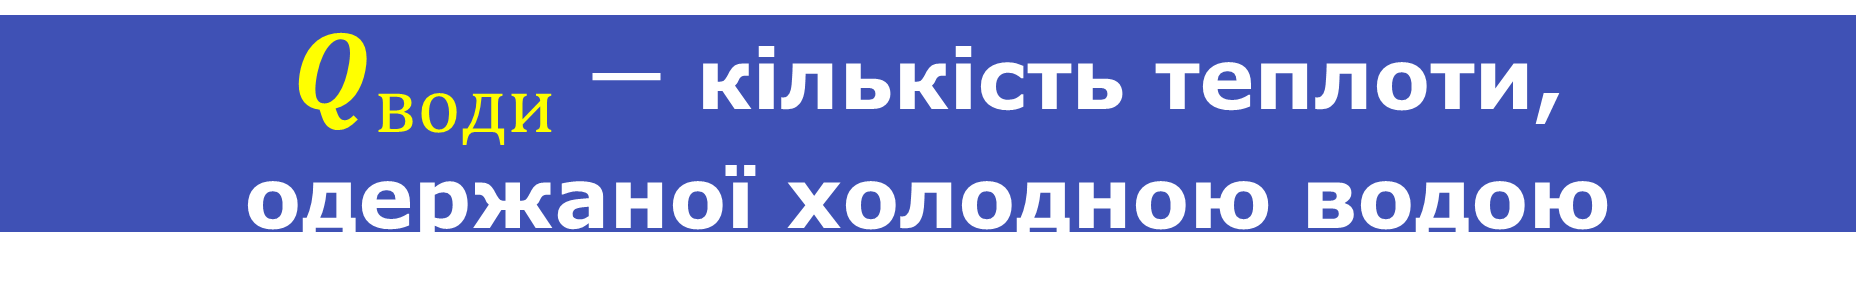 Qводи — кількість теплоти,
одержаної холодною водою